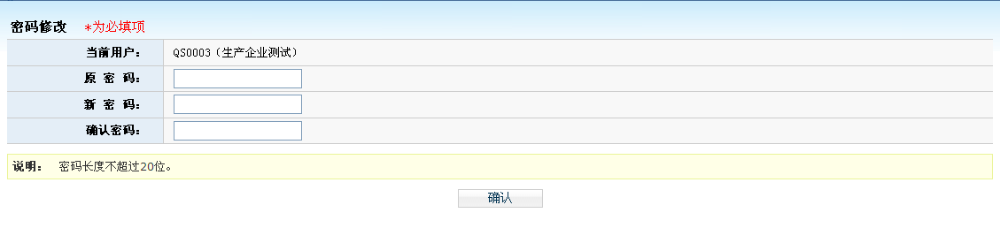 密码修改 *为必填项
当前用户： QS0003（生产企业测试）
原 密 码：
新 密 码：
确认密码：
说明： 密码长度不超过20位。
确认